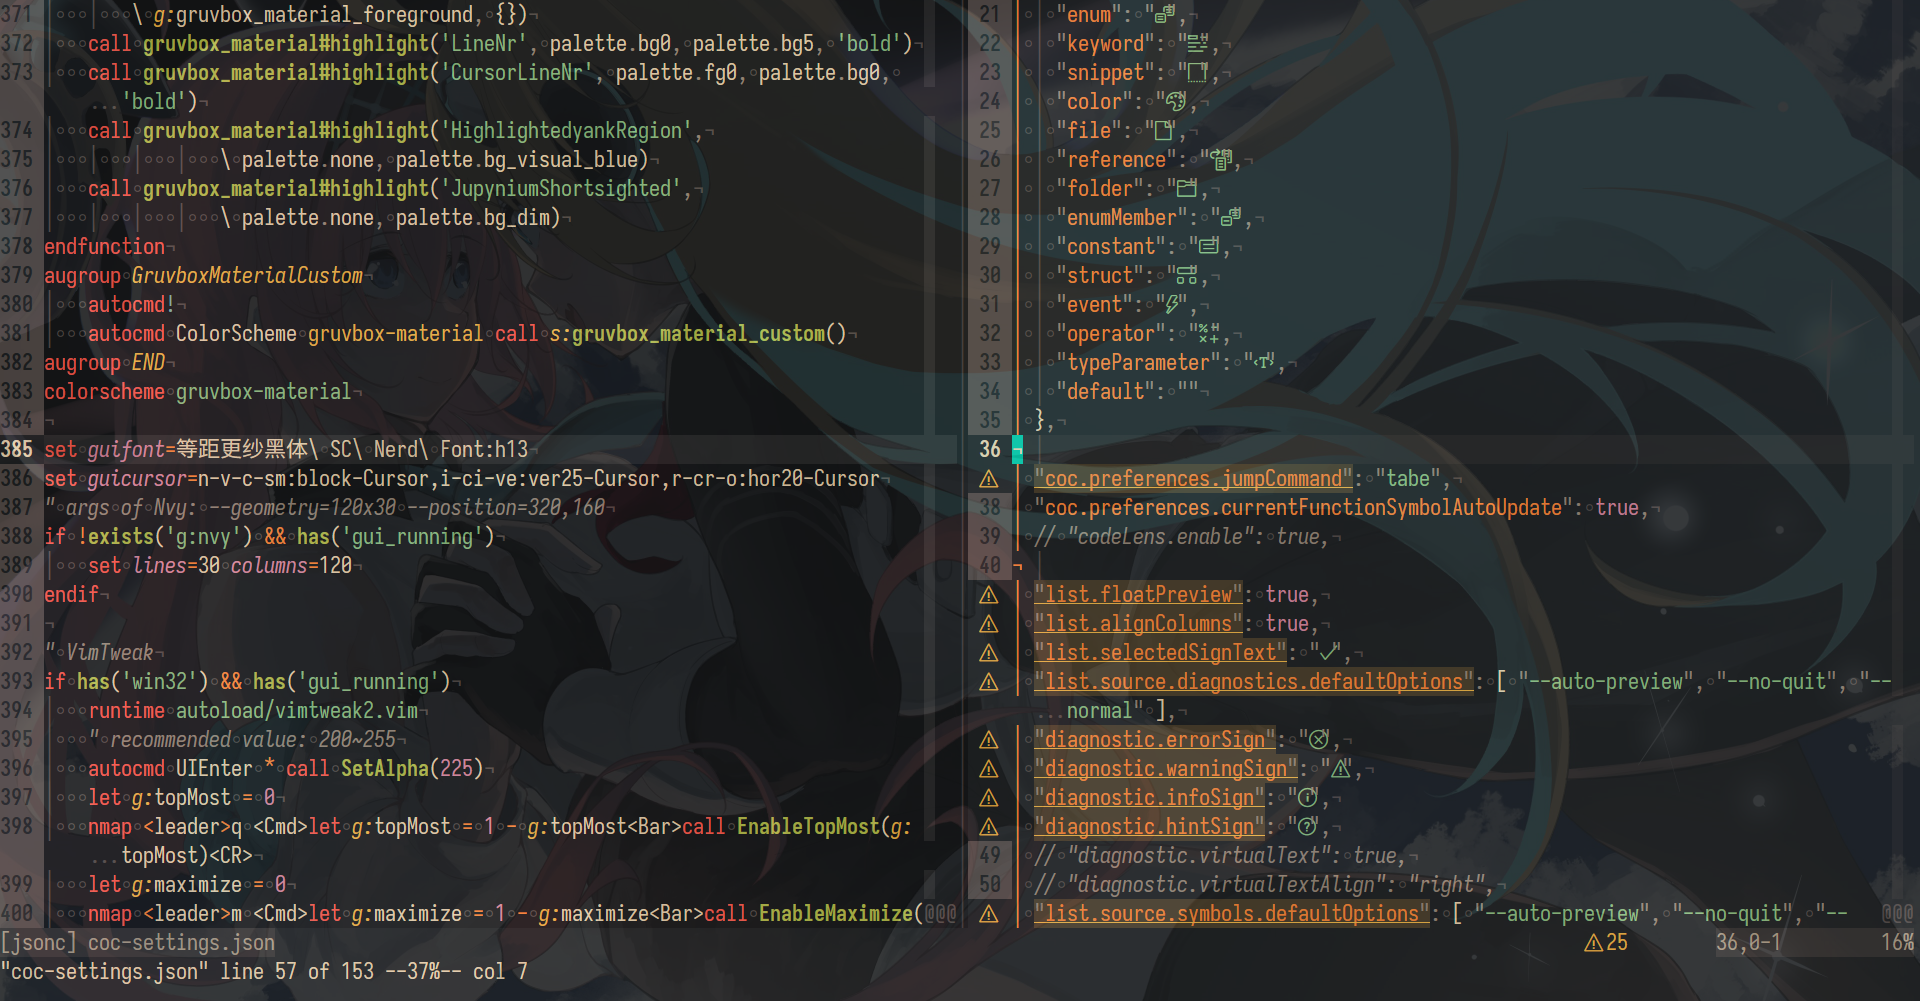 371 \ g:gruvbox_material_foreground, {})
372 call gruvbox_material#highlight('LineNr', palette.bg0, palette.bg5, 'bold')
373 call gruvbox_material#highlight('CursorLineNr', palette.fg0, palette.bg0,
...'bold')
374 call gruvbox_material#highlight('HighlightedyankRegion',
375 \ palette.none, palette.bg_visual_blue)
376 call gruvbox_material#highlight('JupyniumShortsighted',
377 \ palette.none, palette.bg_dim)
378 endfunction
379 augroup GruvboxMaterialCustom
380 autocmd!
381 autocmd ColorScheme gruvbox-material call s:gruvbox_material_custom()
382 augroup END
383 colorscheme gruvbox-material
384
385 set guifont=等距更纱黑体\ SC\ Nerd\ Font:h13
386 set guicursor=n-v-c-sm:block-Cursor,i-ci-ve:ver25-Cursor,r-cr-o:hor20-Cursor
387 " args of Nvy: --geometry=120x30 --position=320,160
388 if !exists('g:nvy') && has('gui_running')
389 set lines=30 columns=120
390 endif
391
392 " VimTweak
393 if has('win32') && has('gui_running')
394 runtime autoload/vimtweak2.vim
395 " recommended value: 200~255
396 autocmd UIEnter * call SetAlpha(225)
397 let g:topMost = 0
398 nmap <leader>q <Cmd>let g:topMost = 1 - g:topMost<Bar>call EnableTopMost(g:
...topMost)<CR>
399 let g:maximize = 0
400 nmap <leader>m <Cmd>let g:maximize = 1 - g:maximize<Bar>call EnableMaximize(@@@
21 "enum": "",
22 "keyword": "",
23 "snippet": "",
24 "color": "",
25 "file": "",
26 "reference": "",
27 "folder": "",
28 "enumMember": "",
29 "constant": "",
30 "struct": "",
31 "event": "",
32 "operator": "",
33 "typeParameter": "",
34 "default": ""
35 },
36
"coc.preferences.jumpCommand": "tabe",
38 "coc.preferences.currentFunctionSymbolAutoUpdate": true,
39 // "codeLens.enable": true,
40
"list.floatPreview": true,
"list.alignColumns": true,
"list.selectedSignText": "✓",
"list.source.diagnostics.defaultOptions": [ "--auto-preview", "--no-quit", "--
...normal" ],
"diagnostic.errorSign": "",
"diagnostic.warningSign": "⚠",
"diagnostic.infoSign": "",
"diagnostic.hintSign": "",
49 // "diagnostic.virtualText": true,
50 // "diagnostic.virtualTextAlign": "right",
"list.source.symbols.defaultOptions": [ "--auto-preview", "--no-quit", "-- @@@
[jsonc] coc-settings.json ⚠25 36,0-1 16%
"coc-settings.json" line 57 of 153 --37%-- col 7